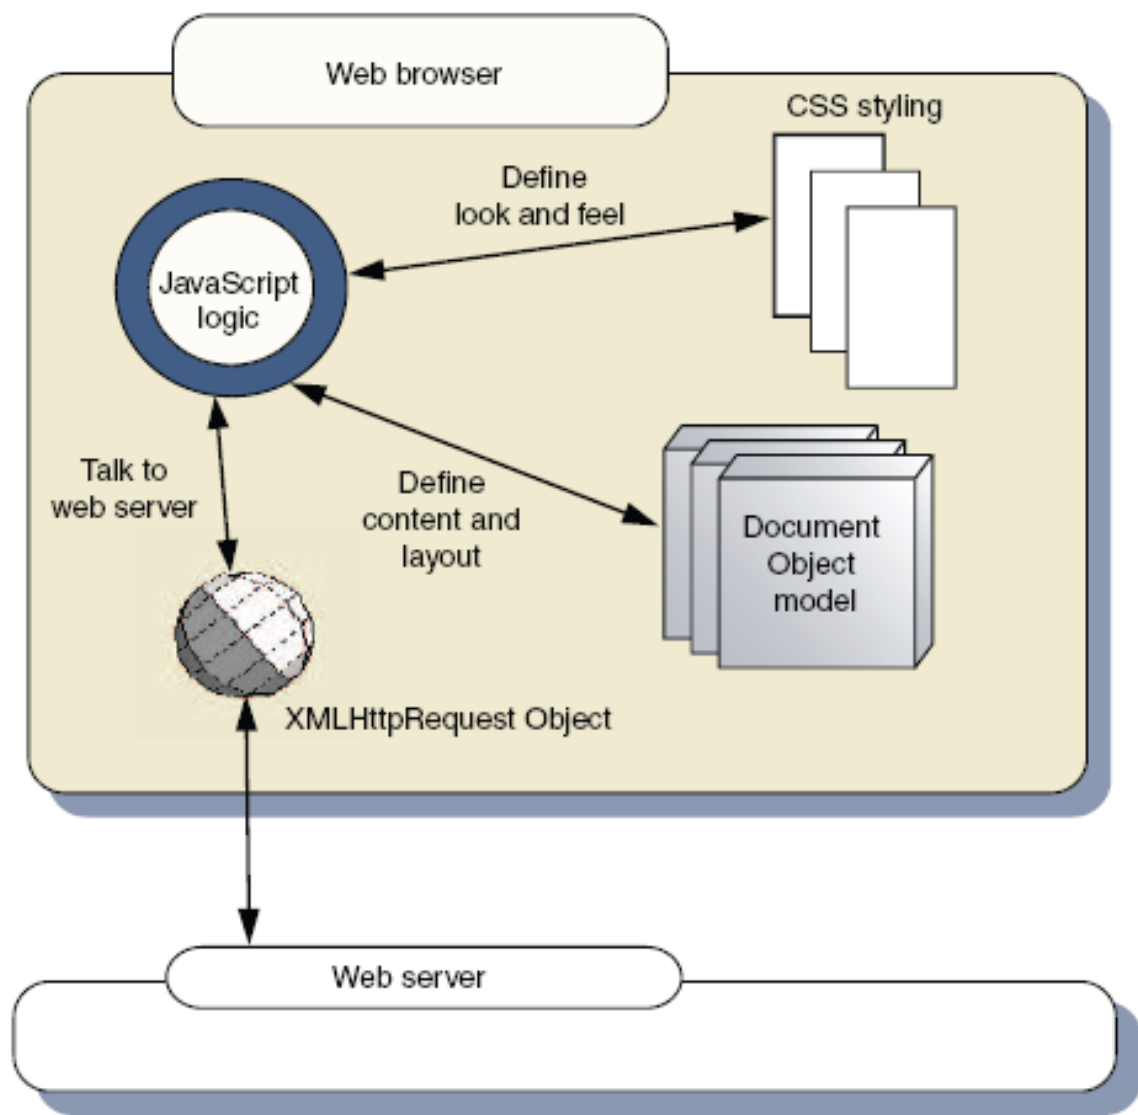 Web browser
CSS styling
Define
look and feel
JavaScript
logic
Talk to
web server
Define
content and
layout
Document
Object
model
XMLHttpRequest Object
Web server